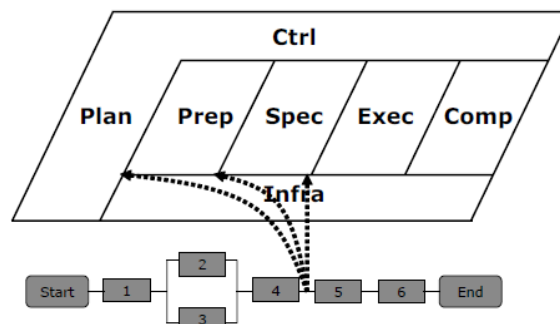 Ctrl
Plan Prep Spec Exec Comp
Infra
2
Start 1 4 5 6 End
3